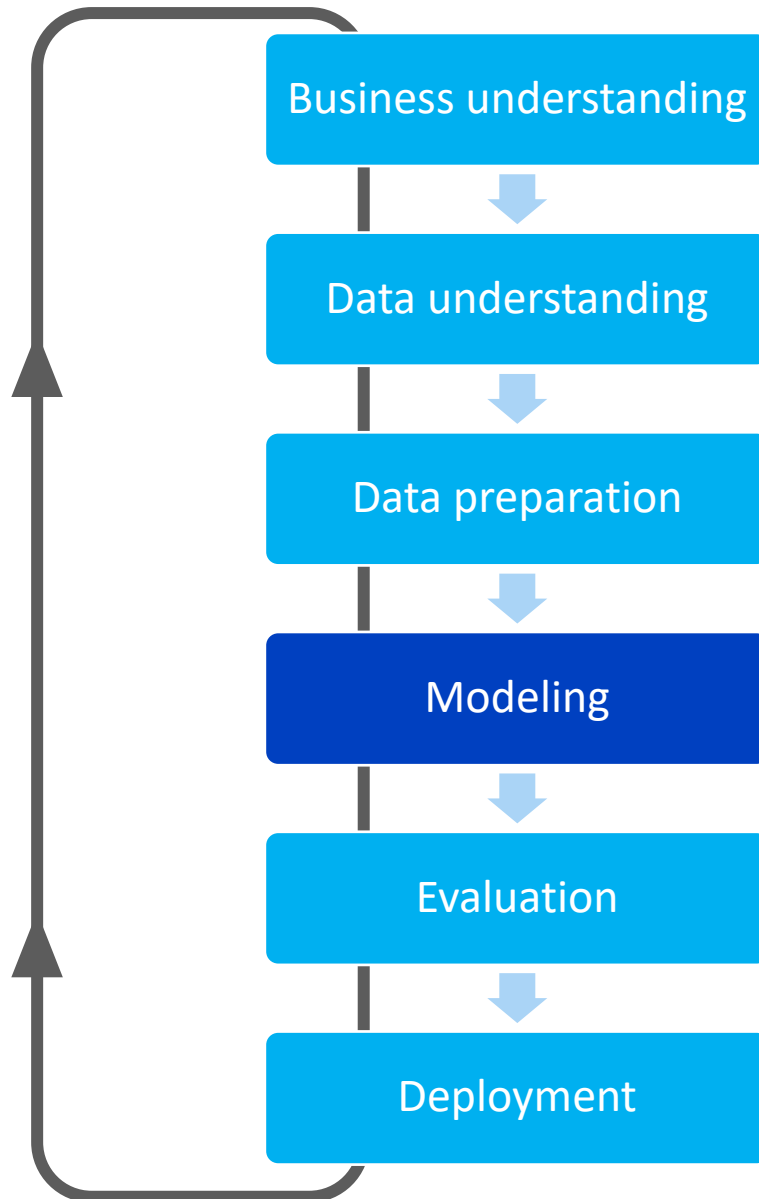 Business understanding
Data understanding
Data preparation
Modeling
Evaluation
Deployment